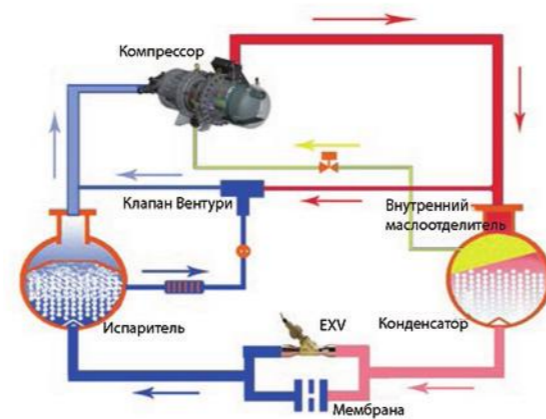 Компрессор
Клапан Вентури
Внутренний
маслоотделитель
Испаритель
EXV
Конденсатор
Мембрана